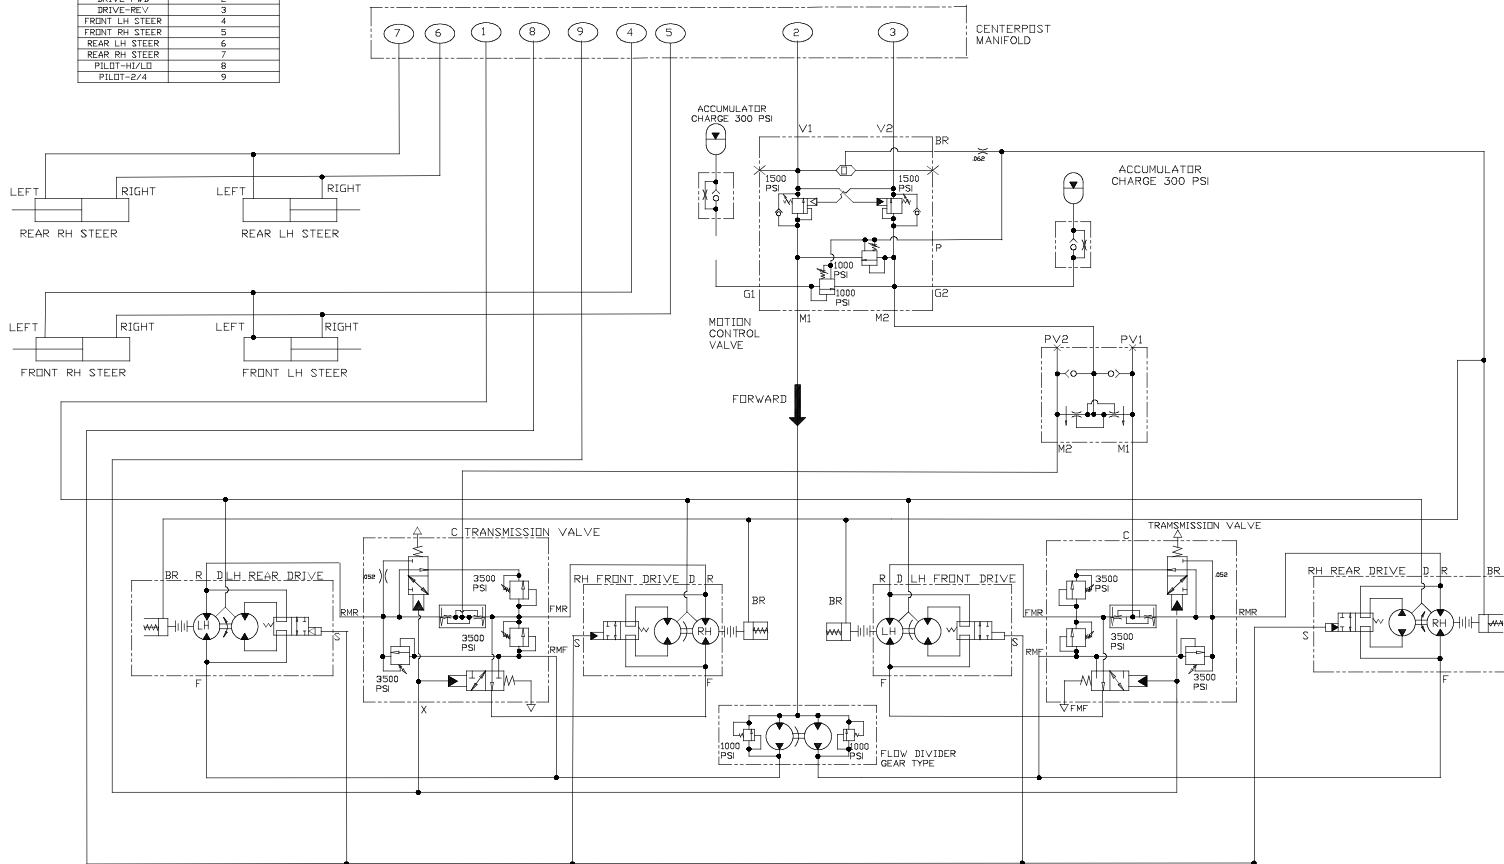 DRIVE-FWD 2
DRIVE-REV 3
FRONT LH STEER 4
FRONT RH STEER 5
REAR LH STEER 6
REAR RH STEER 7
PILOT-HI/LO 8
PILOT-2/4 9
7 6 1 8 9 4 5 2 3
CENTERPOST
MANIFOLD
ACCUMULATOR
CHARGE 300 PSI
V1 V2
BR
.062
ACCUMULATOR
CHARGE 300 PSI
1500
PSI
1500
PSI
LEFT RIGHT LEFT RIGHT
REAR RH STEER REAR LH STEER
P
1000
PSI
1000
PSI
G1 G2
M1 M2
LEFT RIGHT LEFT RIGHT
FRONT RH STEER FRONT LH STEER
MOTION
CONTROL
VALVE
PV2 PV1
FORWARD
M2 M1
C TRANSMISSION VALVE
TRAMSMISSION VALVE
C
BR R D LH REAR DRIVE
.052
3500
PSI
RH FRONT DRIVE D R
BR
BR
R D LH FRONT DRIVE
3500
PSI
.052
RH REAR DRIVE D R BR
RMR FMR FMR RMR
LH RH LH RH
S S S S
3500
PSI
RMF
3500
PSI
RMF
3500
PSI
3500
PSI
F F F F
X
FMF
1000
PSI
1000
PSI
FLOW DIVIDER
GEAR TYPE